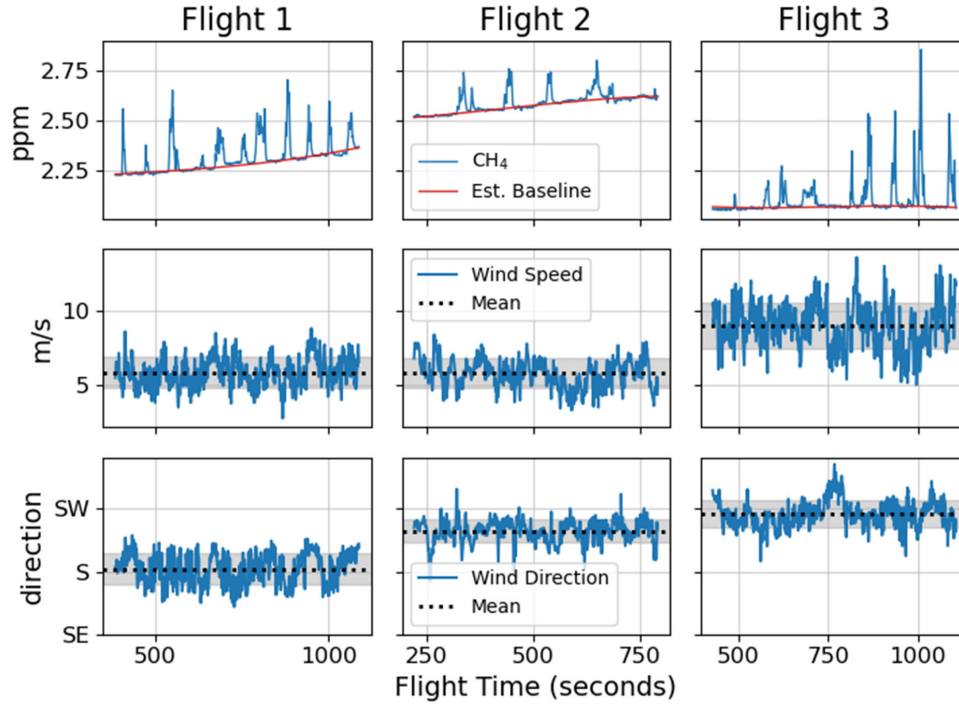 Flight 1
Flight 2
Flight 3
ppm
2.75
2.50
2.25
CH₄
Est. Baseline
m/s
10
5
Wind Speed
Mean
direction
SW
S
SE
Wind Direction
Mean
500
1000
250
500
750
500
750
1000
Flight Time (seconds)